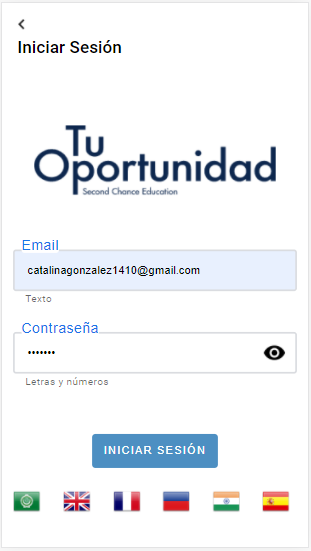 Iniciar Sesión
Tu
Oportunidad
Second Chance Education
Email
catalinagonzalez1410@gmail.com
Texto
Contraseña
•••••••
Letras y números
INICIAR SESIÓN